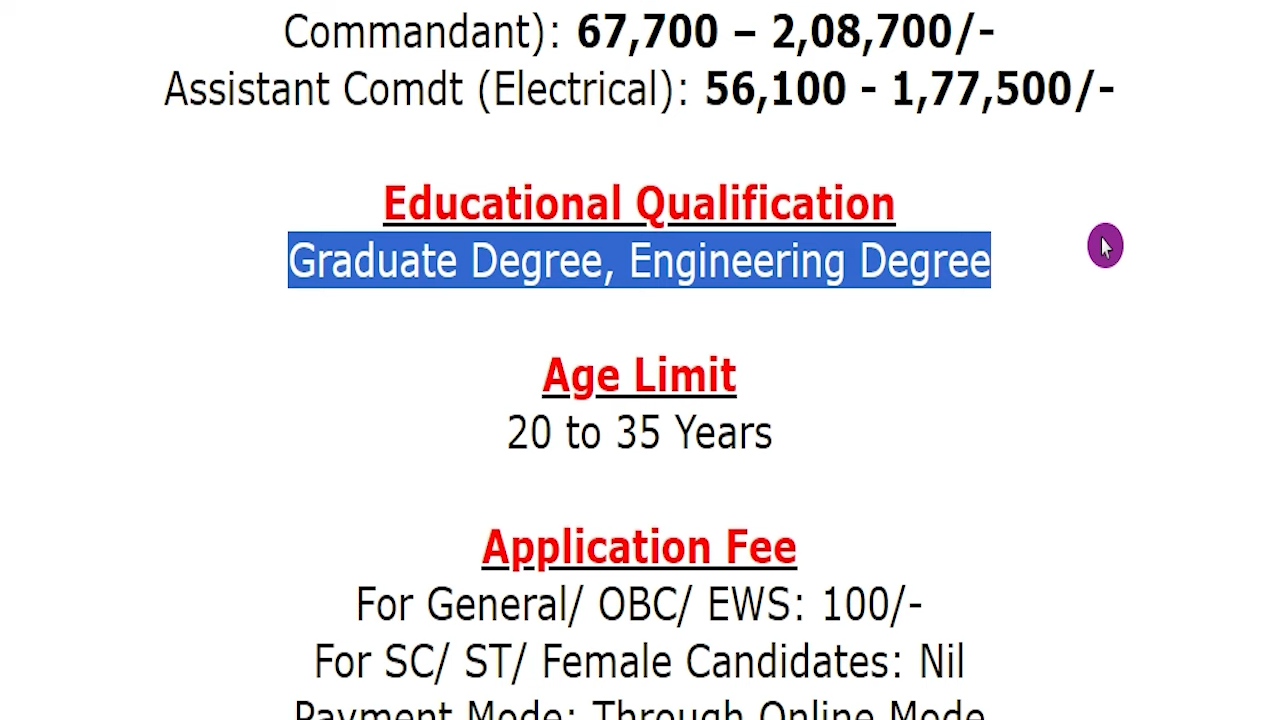 Commandant): 67,700 – 2,08,700/-
Assistant Comdt (Electrical): 56,100 - 1,77,500/-
Educational Qualification
Graduate Degree, Engineering Degree
Age Limit
20 to 35 Years
Application Fee
For General/ OBC/ EWS: 100/-
For SC/ ST/ Female Candidates: Nil
Payment Mode: Through Online Mode